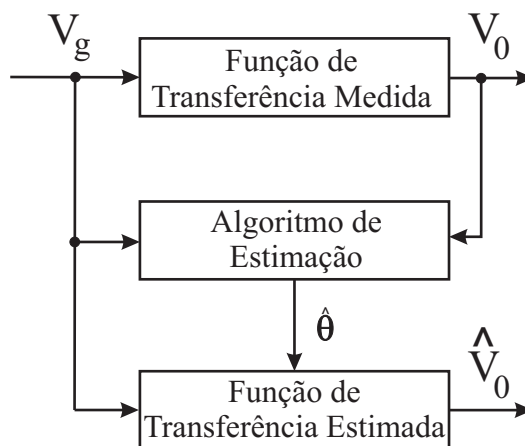 V_g
V_0
Função de
Transferência Medida
Algoritmo de
Estimação
θ̂
V̂_0
Função de
Transferência Estimada